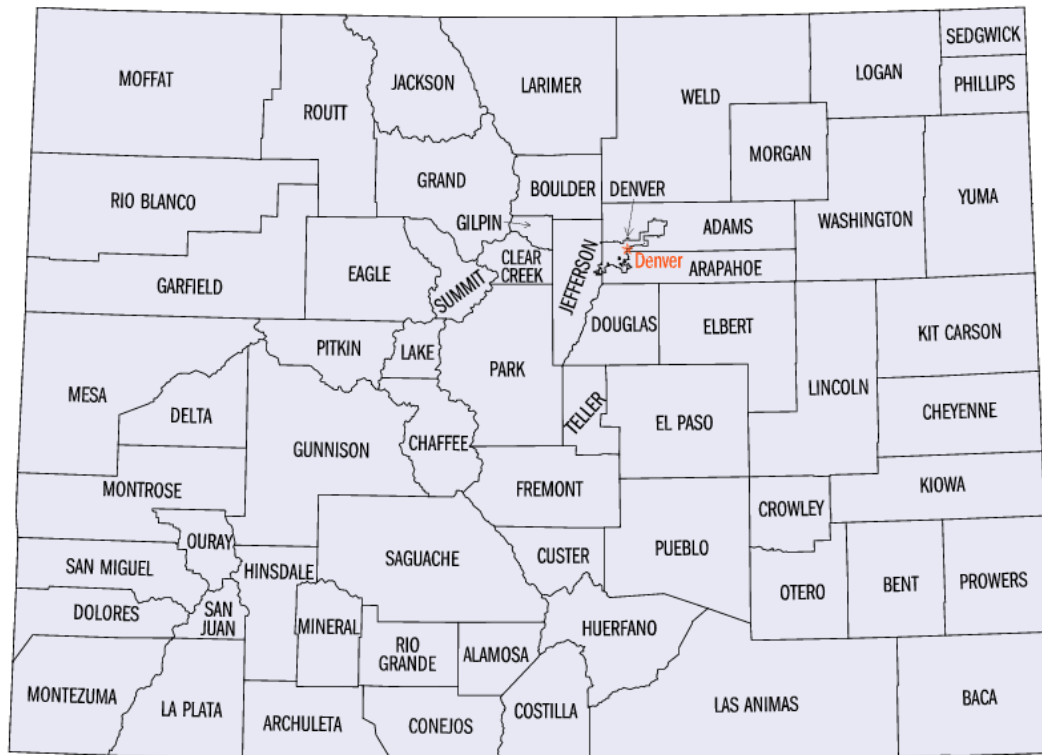 SEDGWICK
MOFFAT
JACKSON
LARIMER
WELD
LOGAN
PHILLIPS
ROUTT
MORGAN
GRAND
BOULDER
DENVER
YUMA
RIO BLANCO
GILPIN
ADAMS
WASHINGTON
CLEAR
CREEK
Denver
ARAPAHOE
EAGLE
SUMMIT
JEFFERSON
GARFIELD
DOUGLAS
ELBERT
KIT CARSON
PITKIN
LAKE
PARK
LINCOLN
MESA
DELTA
TELLER
EL PASO
CHEYENNE
GUNNISON
CHAFFEE
MONTROSE
FREMONT
KIOWA
CROWLEY
OURAY
SAGUACHE
CUSTER
PUEBLO
SAN MIGUEL
HINSDALE
OTERO
BENT
PROWERS
DOLORES
SAN
JUAN
MINERAL
RIO
GRANDE
ALAMOSA
HUERFANO
MONTEZUMA
LA PLATA
ARCHULETA
CONEJOS
COSTILLA
LAS ANIMAS
BACA